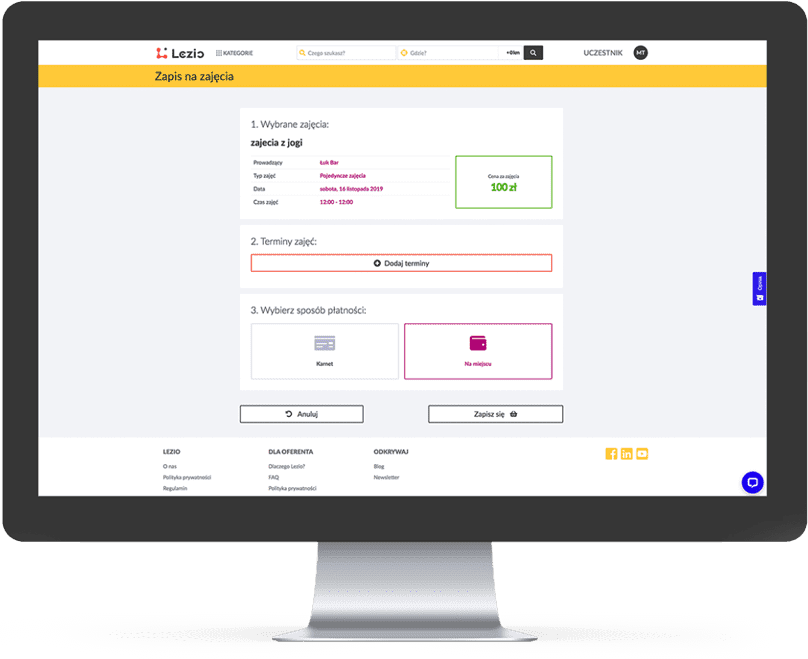 Lezio
KATEGORIE
Czego szukasz?
Gdzie?
+0km
UCZESTNIK
MT
Zapis na zajęcia
1. Wybrane zajęcia:
zajecia z jogi
Prowadzący
Łuk Bar
Typ zajęć
Pojedyncze zajęcia
Data
sobota, 16 listopada 2019
Czas zajęć
12:00 - 12:00
Cena za zajęcia
100 zł
2. Terminy zajęć:
Dodaj terminy
Opinia
3. Wybierz sposób płatności:
Karnet
Na miejscu
Anuluj
Zapisz się
LEZIO
O nas
Polityka prywatności
Regulamin
DLA OFERENTA
Dlaczego Lezio?
FAQ
Polityka prywatności
ODKRYWAJ
Blog
Newsletter